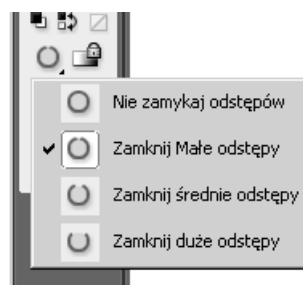 Nie zamykaj odstępów
Zamknij Małe odstępy
Zamknij średnie odstępy
Zamknij duże odstępy